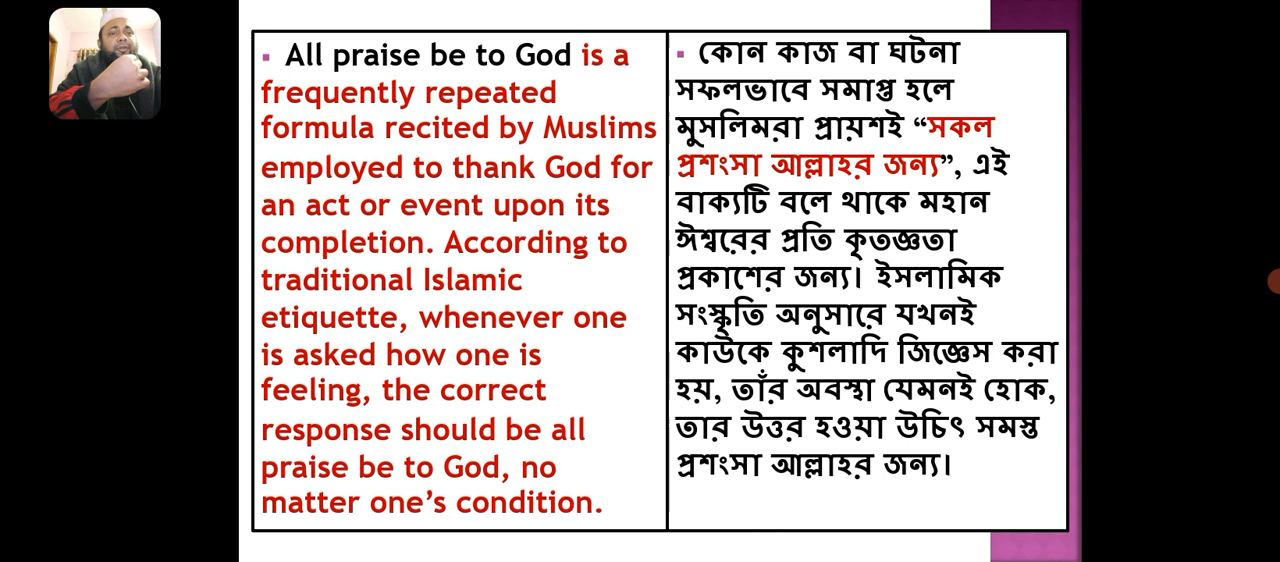 ▪ All praise be to God is a
frequently repeated
formula recited by Muslims
employed to thank God for
an act or event upon its
completion. According to
traditional Islamic
etiquette, whenever one
is asked how one is
feeling, the correct
response should be all
praise be to God, no
matter one’s condition.
▪ কোন কাজ বা ঘটনা
সফলভাবে সমাপ্ত হলে
মুসলিমরা প্রায়শই “সকল
প্রশংসা আল্লাহর জন্য”, এই
বাক্যটি বলে থাকে মহান
ঈশ্বরের প্রতি কৃতজ্ঞতা
প্রকাশের জন্য। ইসলামিক
সংস্কৃতি অনুসারে যখনই
কাউকে কুশলাদি জিজ্ঞেস করা
হয়, তাঁর অবস্থা যেমনই হোক,
তার উত্তর হওয়া উচিৎ সমস্ত
প্রশংসা আল্লাহর জন্য।